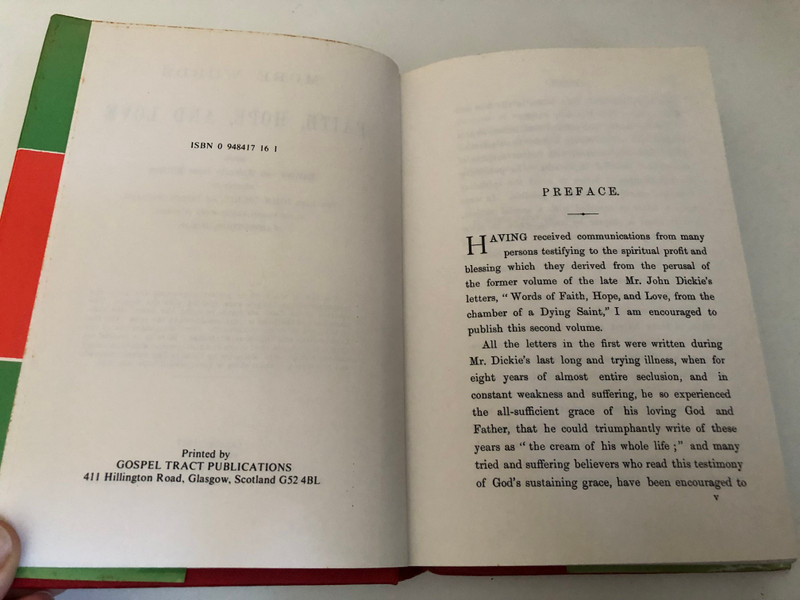 ISBN 0 948417 16 1
Printed by
GOSPEL TRACT PUBLICATIONS
411 Hillington Road, Glasgow, Scotland G52 4BL
PREFACE.
HAVING received communications from many
persons testifying to the spiritual profit and
blessing which they derived from the perusal of
the former volume of the late Mr. John Dickie's
letters, "Words of Faith, Hope, and Love, from the
chamber of a Dying Saint," I am encouraged to
publish this second volume.
All the letters in the first were written during
Mr. Dickie's last long and trying illness, when for
eight years of almost entire seclusion, and in
constant weakness and suffering, he so experienced
the all-sufficient grace of his loving God and
Father, that he could triumphantly write of these
years as "the cream of his whole life;" and many
tried and suffering believers who read this testimony
of God's sustaining grace, have been encouraged to
v